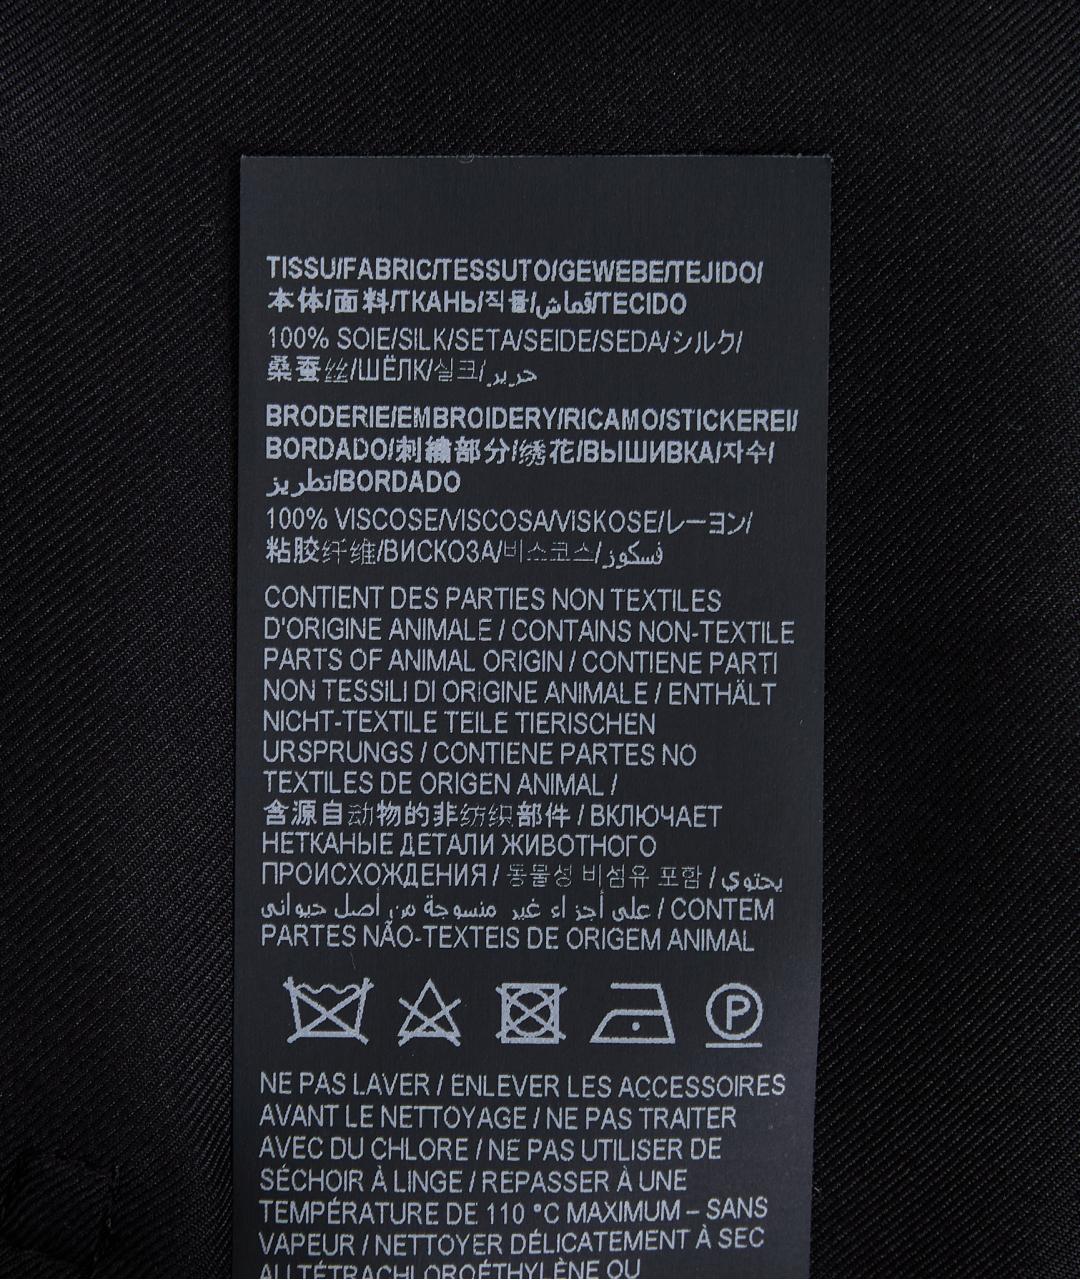 TISSU/FABRIC/TESSUTO/GEWEBE/TEJIDO/
本体/面料/ТКАНЬ/직물/قماش/TECIDO
100% SOIE/SILK/SETA/SEIDE/SEDA/シルク/
桑蚕丝/ШЁЛК/실크/حرير
BRODERIE/EMBROIDERY/RICAMO/STICKEREI/
BORDADO/刺繍部分/绣花/ВЫШИВКА/자수/
تطريز/BORDADO
100% VISCOSE/VISCOSA/VISKOSE/レーヨン/
粘胶纤维/ВИСКОЗА/비스코스/فسكوز
CONTIENT DES PARTIES NON TEXTILES
D'ORIGINE ANIMALE / CONTAINS NON-TEXTILE
PARTS OF ANIMAL ORIGIN / CONTIENE PARTI
NON TESSILI DI ORIGINE ANIMALE / ENTHÄLT
NICHT-TEXTILE TEILE TIERISCHEN
URSPRUNGS / CONTIENE PARTES NO
TEXTILES DE ORIGEN ANIMAL /
含源自动物的非纺织部件 / ВКЛЮЧАЕТ
НЕТКАНЫЕ ДЕТАЛИ ЖИВОТНОГО
ПРОИСХОЖДЕНИЯ / 동물성 비섬유 포함 / يحتوي
على أجزاء غير منسوجة من أصل حيواني / CONTEM
PARTES NÃO-TEXTEIS DE ORIGEM ANIMAL
P
NE PAS LAVER / ENLEVER LES ACCESSOIRES
AVANT LE NETTOYAGE / NE PAS TRAITER
AVEC DU CHLORE / NE PAS UTILISER DE
SÉCHOIR À LINGE / REPASSER À UNE
TEMPÉRATURE DE 110 °C MAXIMUM – SANS
VAPEUR / NETTOYER DÉLICATEMENT À SEC
AU TÉTRACHLOROÉTHYLÈNE OU